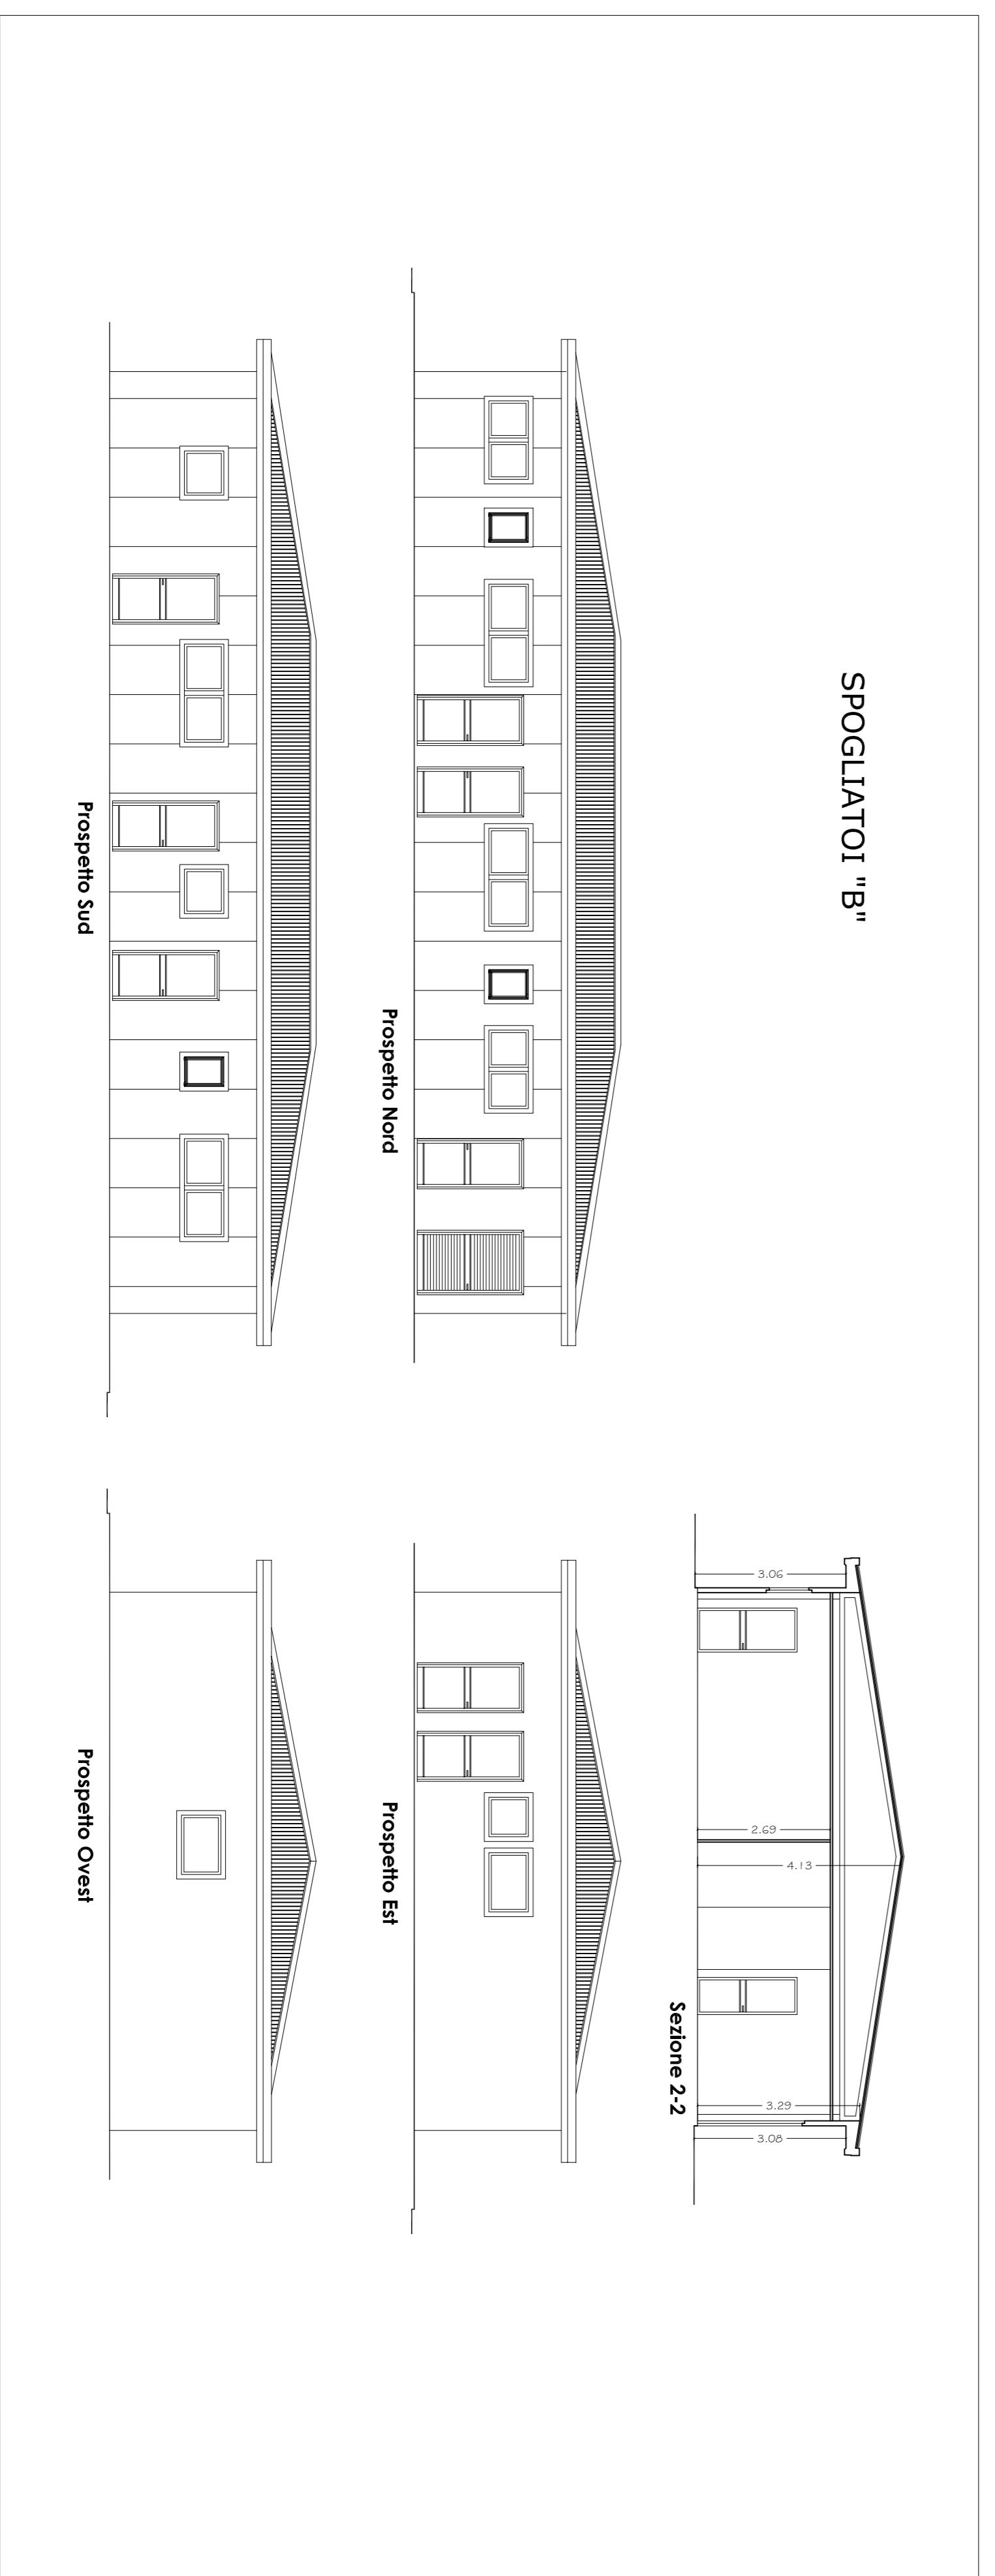 SPOGLIATOI "B"
3.06
2.69
4.13
3.29
3.08
Sezione 2-2
Prospetto Nord
Prospetto Est
Prospetto Sud
Prospetto Ovest